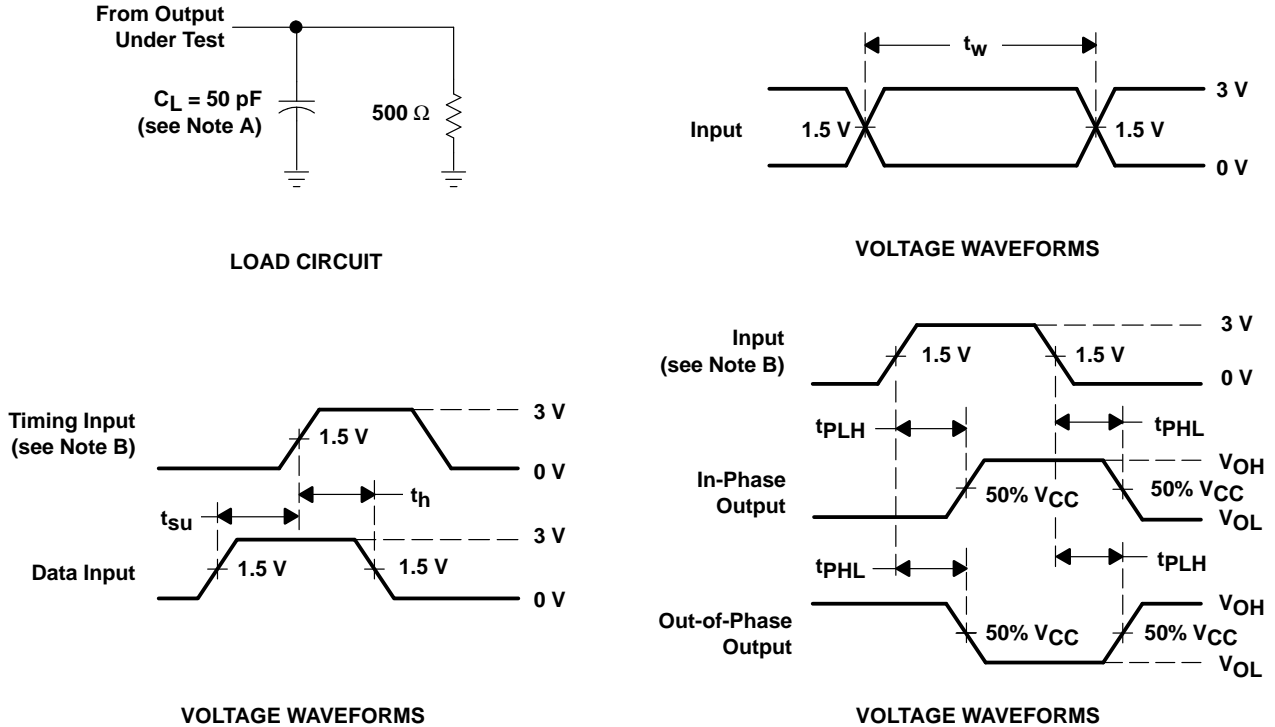 From Output
Under Test
CL = 50 pF
(see Note A)
500 Ω
LOAD CIRCUIT
tw
Input
1.5 V
1.5 V
3 V
0 V
VOLTAGE WAVEFORMS
Timing Input
(see Note B)
1.5 V
3 V
0 V
tsu
th
Data Input
1.5 V
1.5 V
3 V
0 V
VOLTAGE WAVEFORMS
Input
(see Note B)
1.5 V
1.5 V
3 V
0 V
tPLH
tPHL
In-Phase
Output
50% VCC
50% VCC
VOH
VOL
tPHL
tPLH
Out-of-Phase
Output
50% VCC
50% VCC
VOH
VOL
VOLTAGE WAVEFORMS